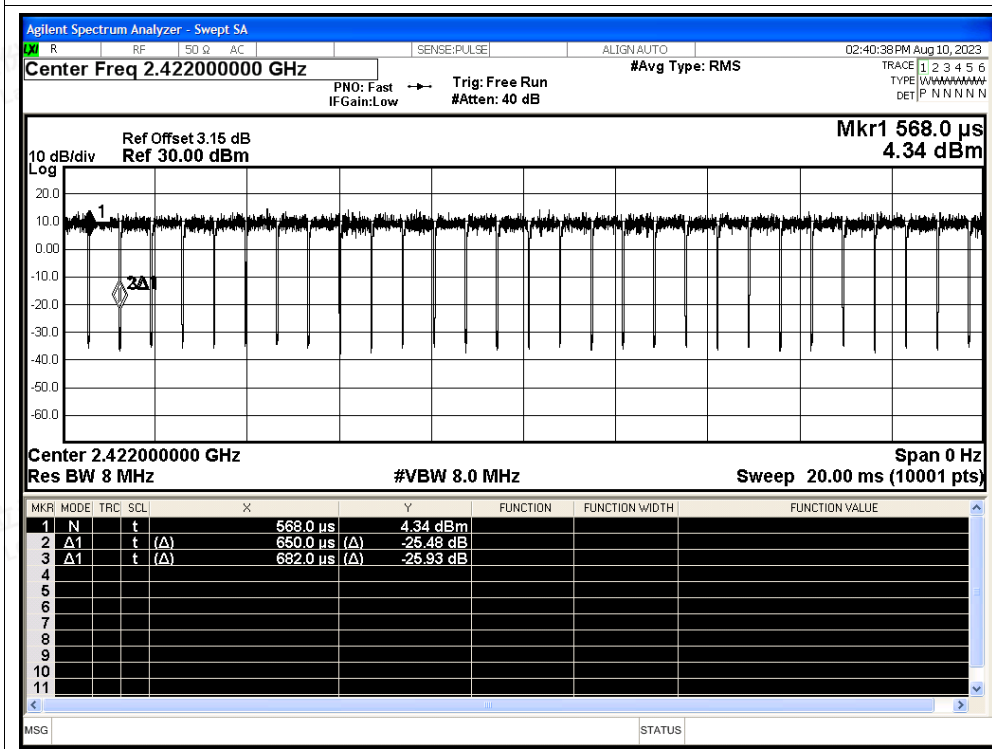 Agilent Spectrum Analyzer - Swept SA
LXI R RF 50 Ω AC SENSE:PULSE ALIGN AUTO 02:40:38 PM Aug 10, 2023
Center Freq 2.422000000 GHz #Avg Type: RMS TRACE 1 2 3 4 5 6
PNO: Fast Trig: Free Run TYPE WWWWWW
IFGain:Low #Atten: 40 dB DET P N N N N N
Mkr1 568.0 µs
Ref Offset 3.15 dB
10 dB/div Ref 30.00 dBm 4.34 dBm
Log
20.0
10.0
1
0.00
-10.0
3Δ1
-20.0
-30.0
-40.0
-50.0
-60.0
Center 2.422000000 GHz Span 0 Hz
Res BW 8 MHz #VBW 8.0 MHz Sweep 20.00 ms (10001 pts)
MKR MODE TRC SCL X Y FUNCTION FUNCTION WIDTH FUNCTION VALUE
1 N t 568.0 µs 4.34 dBm
2 Δ1 t (Δ) 650.0 µs (Δ) -25.48 dB
3 Δ1 t (Δ) 682.0 µs (Δ) -25.93 dB
4
5
6
7
8
9
10
11
MSG STATUS